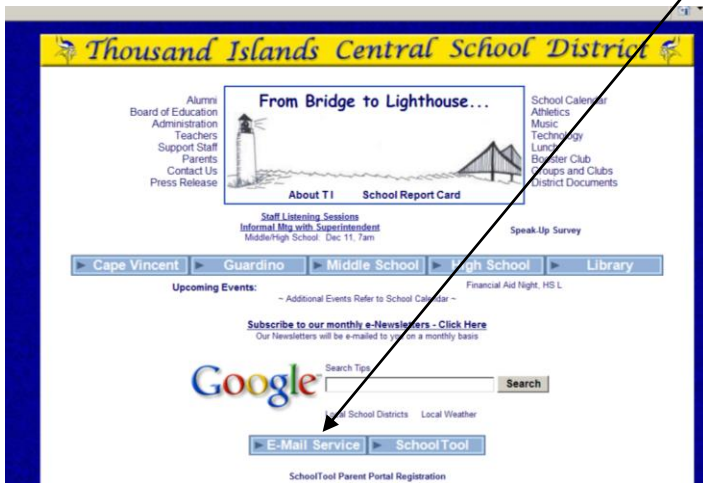 Thousand Islands Central School District
Alumni
Board of Education
Administration
Teachers
Support Staff
Parents
Contact Us
Press Release
From Bridge to Lighthouse...
About T I School Report Card
School Calendar
Athletics
Music
Technology
Lunch
Booster Club
Groups and Clubs
District Documents
Staff Listening Sessions
Informal Mtg with Superintendent
Middle/High School: Dec 11, 7am
Speak-Up Survey
Cape Vincent Guardino Middle School High School Library
Upcoming Events: Financial Aid Night, HS L
~ Additional Events Refer to School Calendar ~
Subscribe to our monthly e-Newsletters - Click Here
Our Newsletters will be e-mailed to you on a monthly basis
Google
Search Tips
Search
Local School Districts Local Weather
E-Mail Service SchoolTool
SchoolTool Parent Portal Registration